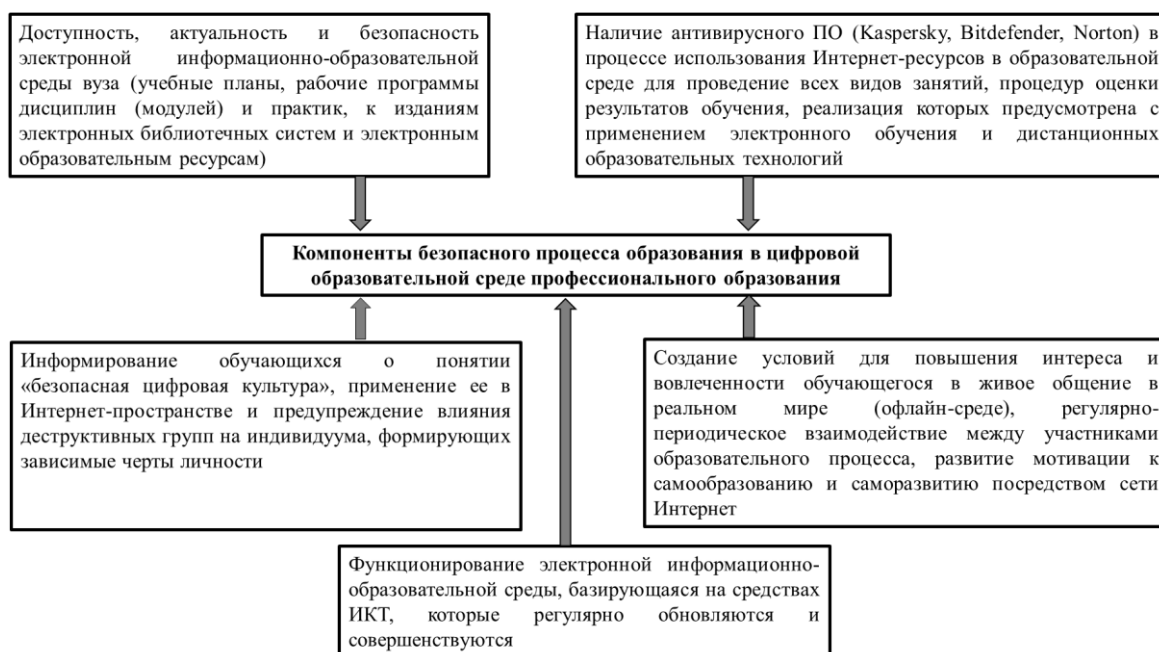 Доступность, актуальность и безопасность
электронной информационно-образовательной
среды вуза (учебные планы, рабочие программы
дисциплин (модулей) и практик, к изданиям
электронных библиотечных систем и электронным
образовательным ресурсам)
Наличие антивирусного ПО (Kaspersky, Bitdefender, Norton) в
процессе использования Интернет-ресурсов в образовательной
среде для проведение всех видов занятий, процедур оценки
результатов обучения, реализация которых предусмотрена с
применением электронного обучения и дистанционных
образовательных технологий
Компоненты безопасного процесса образования в цифровой
образовательной среде профессионального образования
Информирование обучающихся о понятии
«безопасная цифровая культура», применение ее в
Интернет-пространстве и предупреждение влияния
деструктивных групп на индивидуума, формирующих
зависимые черты личности
Создание условий для повышения интереса и
вовлеченности обучающегося в живое общение в
реальном мире (офлайн-среде), регулярно-
периодическое взаимодействие между участниками
образовательного процесса, развитие мотивации к
самообразованию и саморазвитию посредством сети
Интернет
Функционирование электронной информационно-
образовательной среды, базирующаяся на средствах
ИКТ, которые регулярно обновляются и
совершенствуются